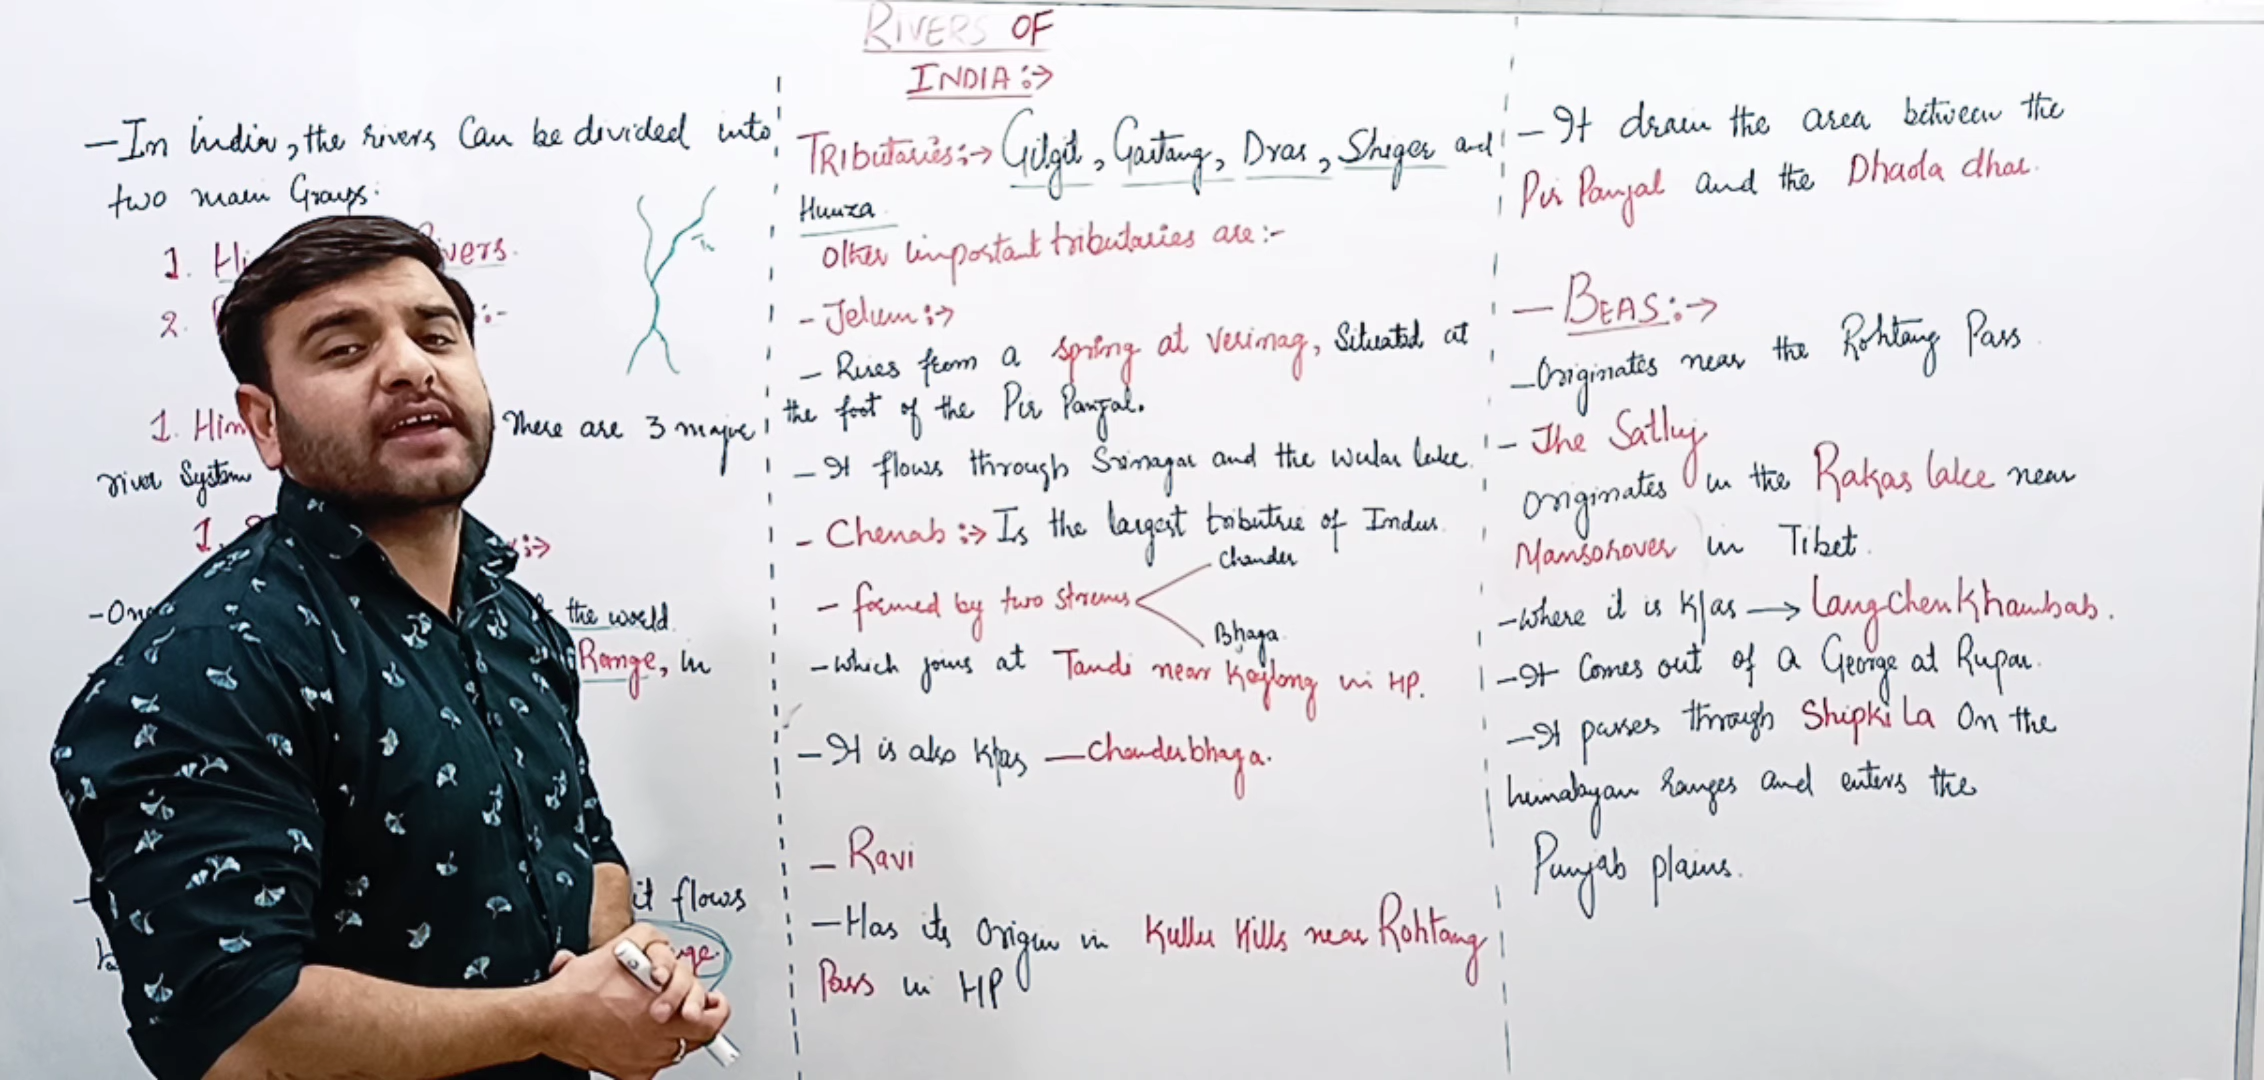 RIVERS OF
INDIA :→
- In india, the rivers Can be divided into
two main Groups:
1. Hi
vers.
2.
:-
1. Him
There are 3 major
river System
1.
:→
- One
the world.
Range, in
it flows
- Tributaries :→ Gilgit, Gartang, Dras, Shiger and
Hunza.
Other important tributaries are :-
- Jelum :→
- Rises from a spring at Verinag, Situated at
the foot of the Pir Panjal.
- It flows through Srinagar and the wular lake.
- Chenab :→ Is the largest tributrie of Indus.
Chander
- formed by two streams
Bhaga.
- which joins at Tandi near Keylong in HP.
- It is also K/as — Chanderbhaga.
- Ravi
- Has its Origin in Kullu Hills near Rohtang
Pass in HP
- It drain the area between the
Pir Panjal and the Dhaola dhar.
- BEAS :→
- Originates near the Rohtang Pass
- The Satluj
Originates in the Rakas lake near
Mansorover in Tibet.
- where it is K/as → Langchen Khambab.
- It Comes out of a George at Rupar.
- It passes through Shipki La On the
himalayan ranges and enters the
Punjab plains.